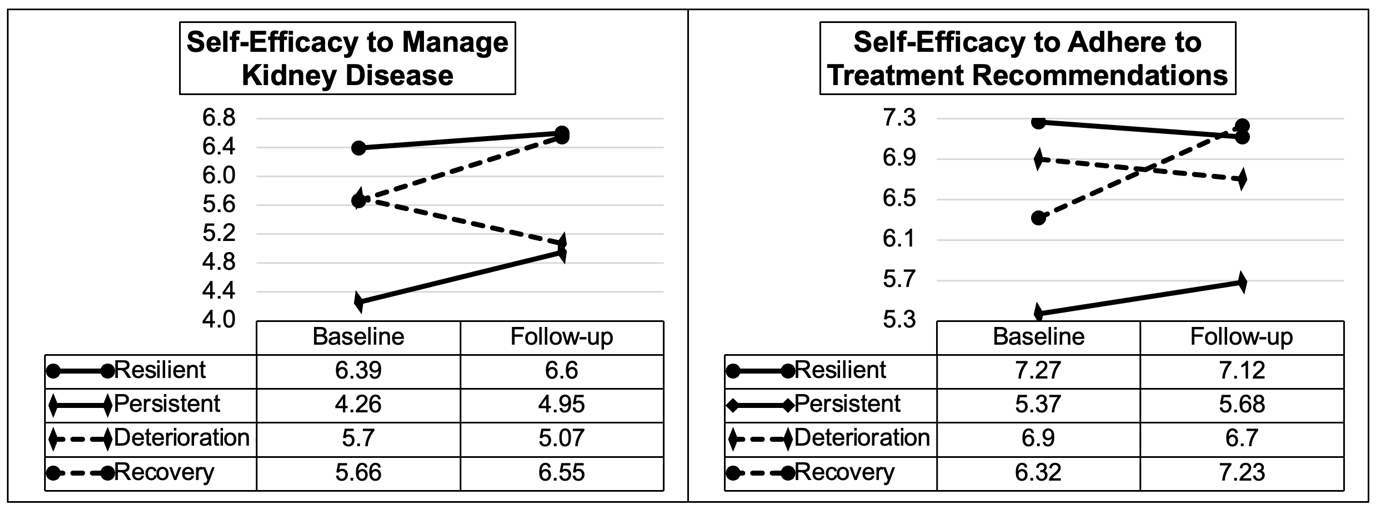 Self-Efficacy to Manage
Kidney Disease
6.8
6.4
6.0
5.6
5.2
4.8
4.4
4.0
Baseline Follow-up
Resilient 6.39 6.6
Persistent 4.26 4.95
Deterioration 5.7 5.07
Recovery 5.66 6.55
Self-Efficacy to Adhere to
Treatment Recommendations
7.3
6.9
6.5
6.1
5.7
5.3
Baseline Follow-up
Resilient 7.27 7.12
Persistent 5.37 5.68
Deterioration 6.9 6.7
Recovery 6.32 7.23